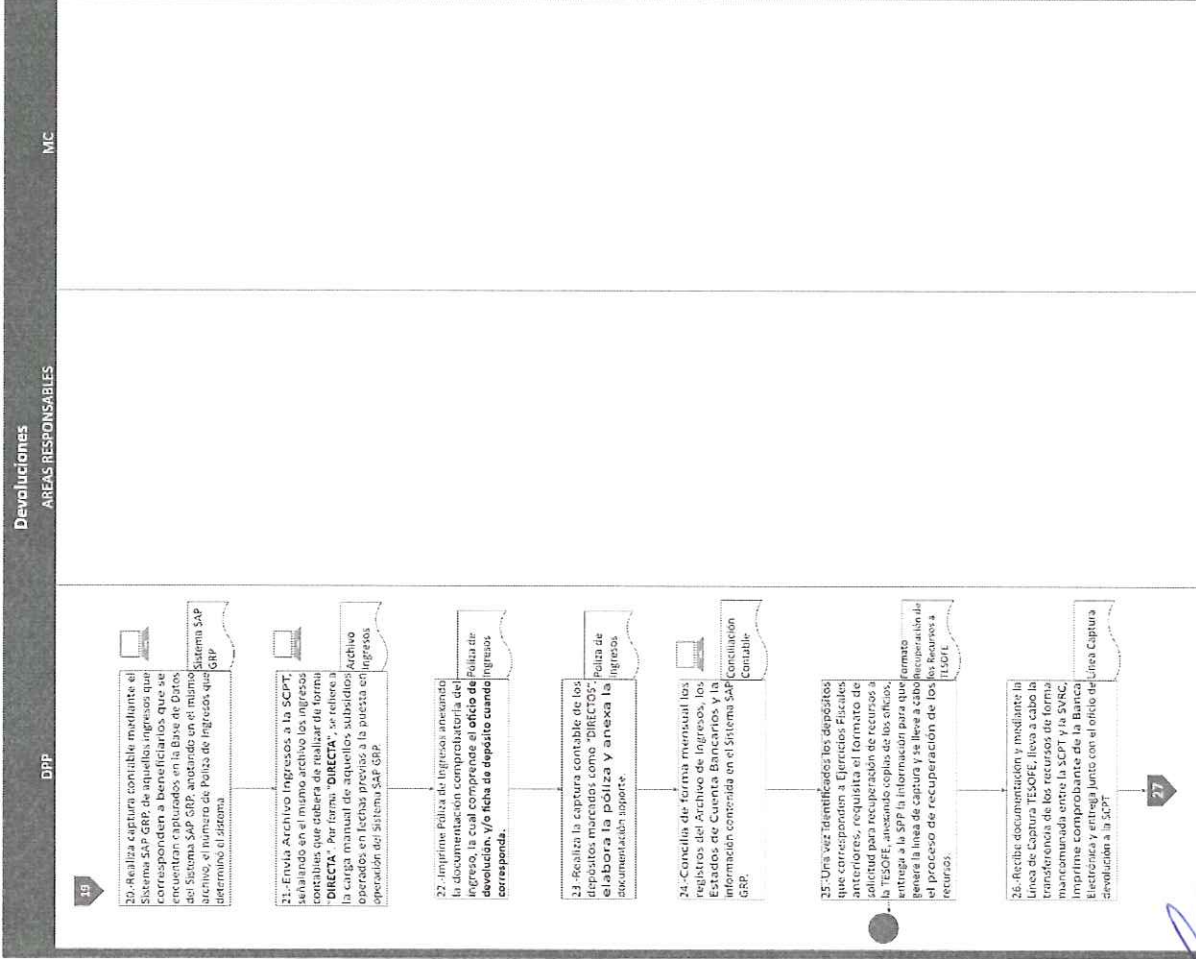 Devoluciones
AREAS RESPONSABLES
DPP
MC
19
20.-Realiza captura contable mediante el
Sistema SAP GRP, de aquellos ingresos que
corresponden a beneficiarios que se
encuentran capturados en la Base de Datos
del Sistema SAP GRP, anotando en el mismo
archivo, el número de Poliza de Ingresos que
determinó el sistema
Sistema SAP
GRP
21.-Envía Archivo Ingresos a la SCPT,
señalando en el mismo archivo los ingresos
contables que debera de realizar de forma
"DIRECTA". Por forma "DIRECTA", se refiere a
la carga manual de aquellos subsidios
operados en fechas previas a la puesta en
operación del Sistema SAP GRP.
Archivo
Ingresos
22.-Imprime Poliza de Ingresos anexando
la documentación comprobatoria del
ingreso, la cual comprende el oficio de
devolución, y/o ficha de depósito cuando
corresponda.
Poliza de
Ingresos
23.-Realiza la captura contable de los
depósitos marcados como "DIRECTOS",
elabora la póliza y anexa la
documentación soporte.
Poliza de
Ingresos
24.-Concilia de forma mensual los
registros del Archivo de Ingresos, los
Estados de Cuenta Bancarios y la
información contenida en el Sistema SAP
GRP.
Conciliación
Contable
25.-Una vez Identificados los depósitos
que corresponden a Ejercicios Fiscales
anteriores, requisita el formato de
solicitud para recuperación de recursos a
la TESOFE, anexando copias de los oficios,
entrega a la SPP la información para que
genere la linea de captura y se lleve a cabo
el proceso de recuperación de los
recursos.
Formato
Recuperación de
los Recursos a
TESOFE
26.-Recibe documentación y mediante la
Línea de Captura TESOFE, lleva a cabo la
transferencia de los recursos de forma
mancomunada entre la SCPT y la SVRC,
imprime comprobante de la Banca
Electrónica y entrega junto con el oficio de
devolución a la SCPT
Línea Captura
27